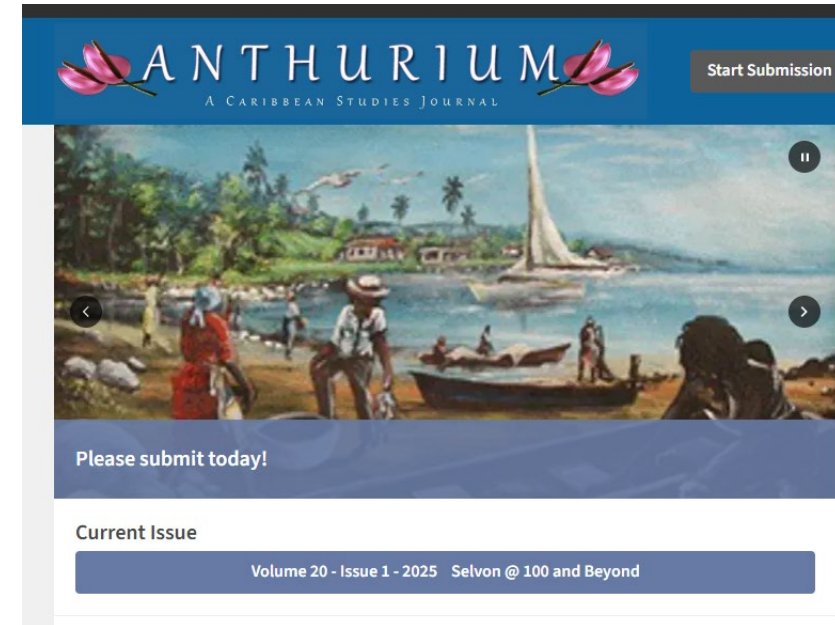 ANTHURIUM
A CARIBBEAN STUDIES JOURNAL
Start Submission
Please submit today!
Current Issue
Volume 20 - Issue 1 - 2025 Selvon @ 100 and Beyond